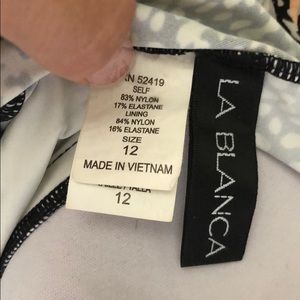 RN 52419
SELF
83% NYLON
17% ELASTANE
LINING
84% NYLON
16% ELASTANE
SIZE
12
MADE IN VIETNAM
12
LA BLANCA